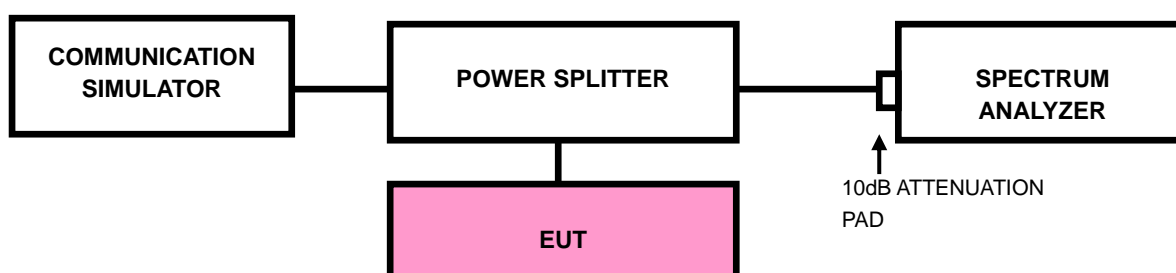 COMMUNICATION
SIMULATOR
POWER SPLITTER
SPECTRUM
ANALYZER
10dB ATTENUATION
PAD
EUT